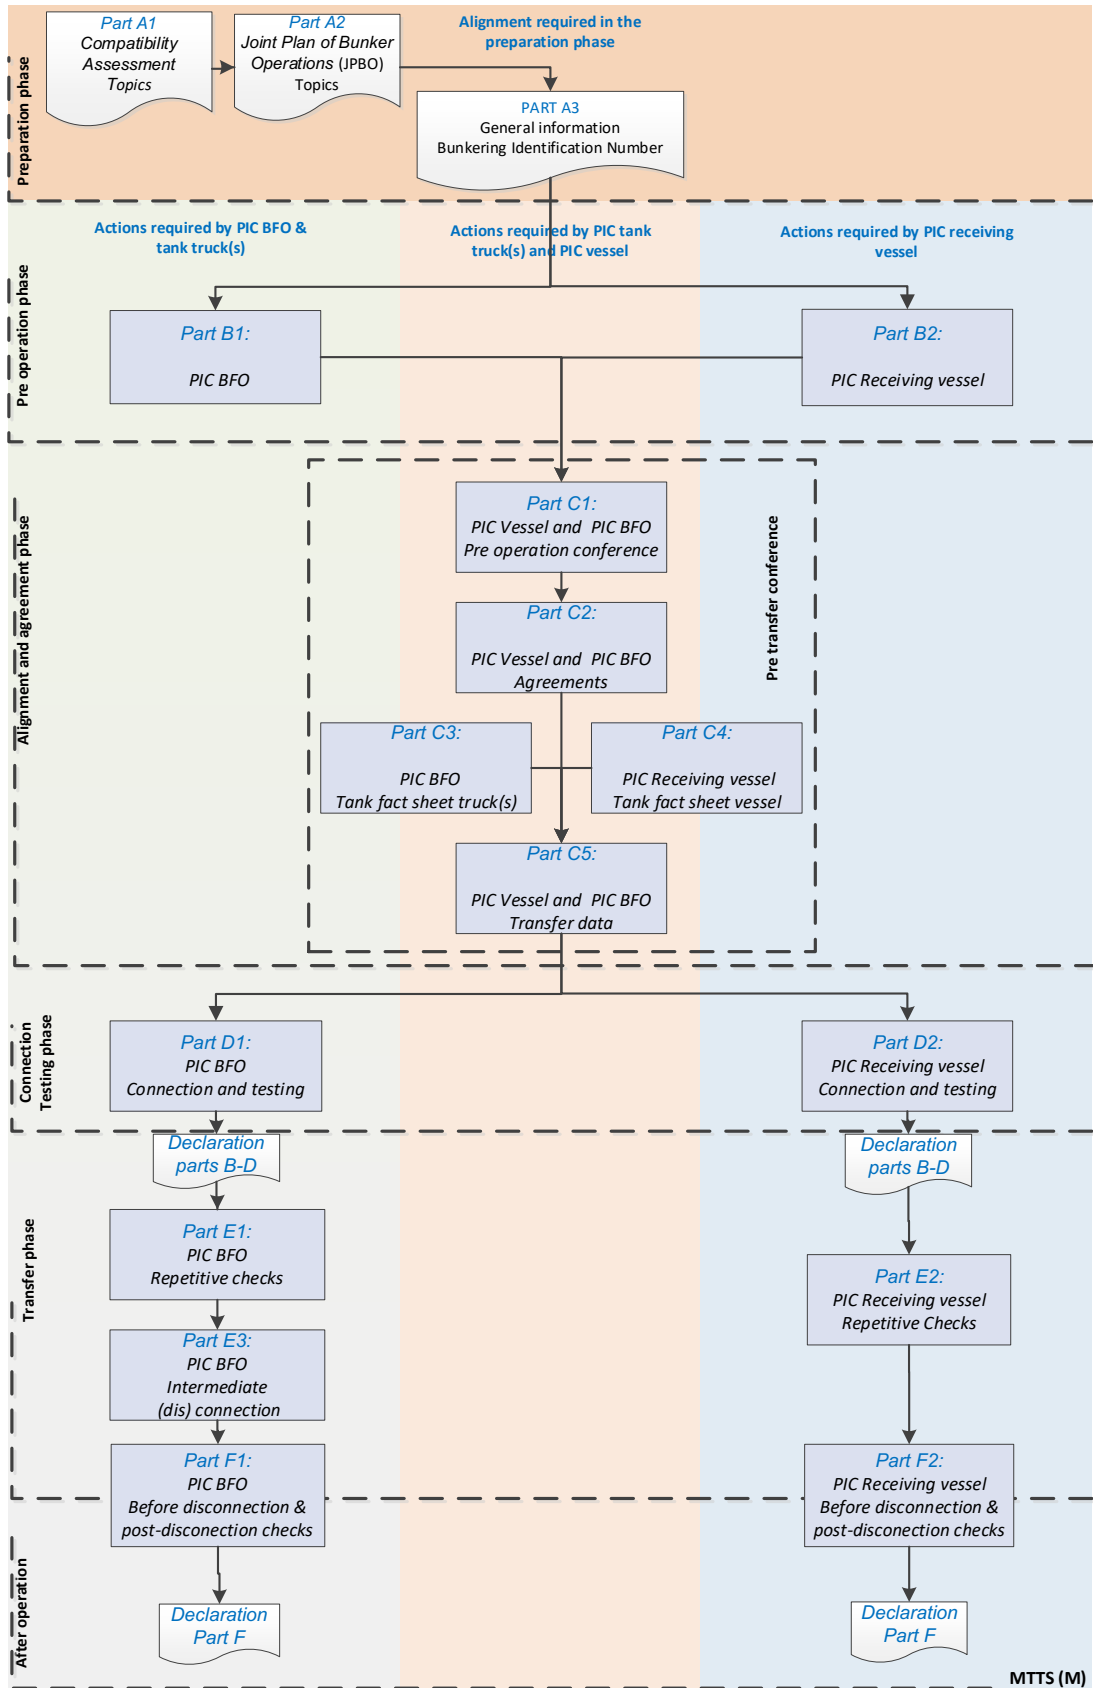 Part A1
Compatibility
Assessment
Topics
Part A2
Joint Plan of Bunker
Operations (JPBO)
Topics
Alignment required in the
preparation phase
PART A3
General information
Bunkering Identification Number
Preparation phase
Actions required by PIC BFO &
tank truck(s)
Actions required by PIC tank
truck(s) and PIC vessel
Actions required by PIC receiving
vessel
Pre operation phase
Part B1:
PIC BFO
Part B2:
PIC Receiving vessel
Alignment and agreement phase
Part C1:
PIC Vessel and PIC BFO
Pre operation conference
Part C2:
PIC Vessel and PIC BFO
Agreements
Pre transfer conference
Part C3:
PIC BFO
Tank fact sheet truck(s)
Part C4:
PIC Receiving vessel
Tank fact sheet vessel
Part C5:
PIC Vessel and PIC BFO
Transfer data
Connection
Testing phase
Part D1:
PIC BFO
Connection and testing
Part D2:
PIC Receiving vessel
Connection and testing
Transfer phase
Declaration
parts B-D
Declaration
parts B-D
Part E1:
PIC BFO
Repetitive checks
Part E2:
PIC Receiving vessel
Repetitive Checks
Part E3:
PIC BFO
Intermediate
(dis) connection
Part F1:
PIC BFO
Before disconnection &
post-disconection checks
Part F2:
PIC Receiving vessel
Before disconnection &
post-disconection checks
After operation
Declaration
Part F
Declaration
Part F
MTTS (M)